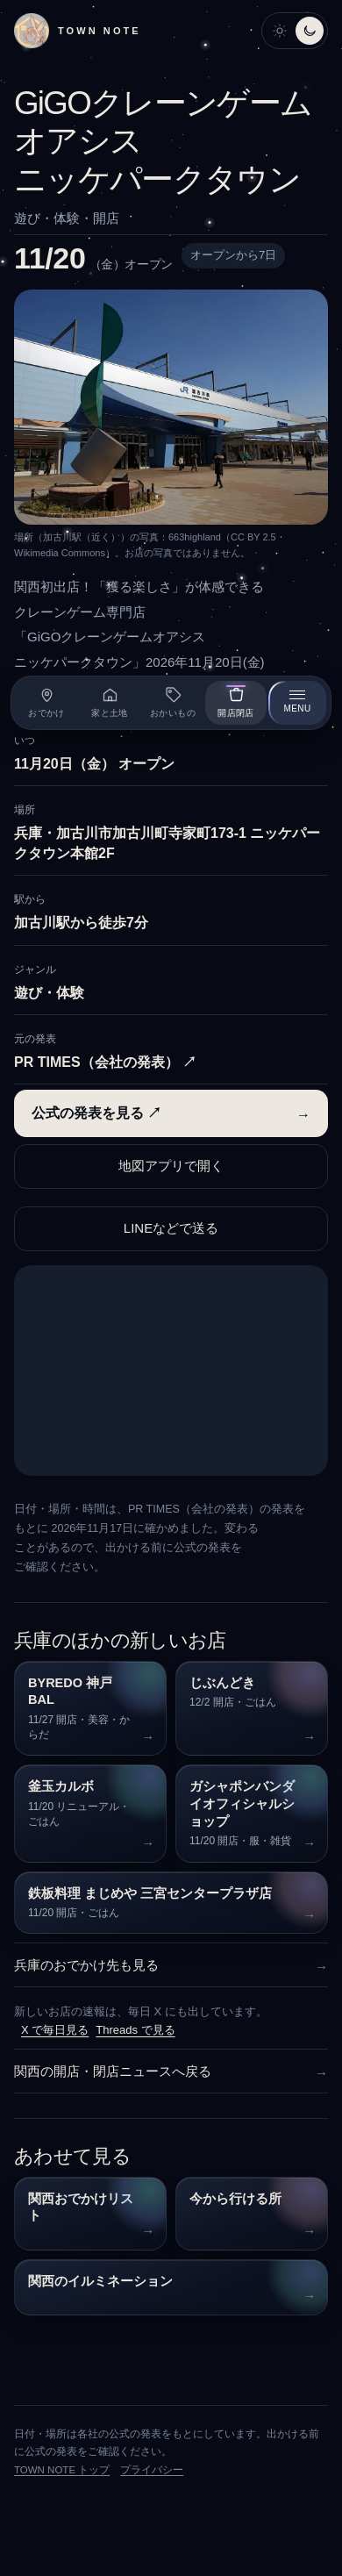 TOWN NOTE
GiGOクレーンゲーム
オアシス
ニッケパークタウン
遊び・体験・開店
11/20 （金）オープン オープンから7日
場所（加古川駅（近く））の写真：663highland（CC BY 2.5・
Wikimedia Commons）。お店の写真ではありません。
関西初出店！「獲る楽しさ」が体感できる
クレーンゲーム専門店
「GiGOクレーンゲームオアシス
ニッケパークタウン」2026年11月20日(金)
おでかけ 家と土地 おかいもの 開店閉店 MENU
いつ
11月20日（金） オープン
場所
兵庫・加古川市加古川町寺家町173-1 ニッケパー
クタウン本館2F
駅から
加古川駅から徒歩7分
ジャンル
遊び・体験
元の発表
PR TIMES（会社の発表） ↗
公式の発表を見る ↗ →
地図アプリで開く
LINEなどで送る
日付・場所・時間は、PR TIMES（会社の発表）の発表を
もとに 2026年11月17日に確かめました。変わる
ことがあるので、出かける前に公式の発表を
ご確認ください。
兵庫のほかの新しいお店
BYREDO 神戸
BAL
11/27 開店・美容・か
らだ →
じぶんどき
12/2 開店・ごはん
→
釜玉カルボ
11/20 リニューアル・
ごはん →
ガシャポンバンダ
イオフィシャルシ
ョップ
11/20 開店・服・雑貨 →
鉄板料理 まじめや 三宮センタープラザ店
11/20 開店・ごはん →
兵庫のおでかけ先も見る →
新しいお店の速報は、毎日 X にも出しています。
X で毎日見る Threads で見る
関西の開店・閉店ニュースへ戻る →
あわせて見る
関西おでかけリス
ト →
今から行ける所
→
関西のイルミネーション
→
日付・場所は各社の公式の発表をもとにしています。出かける前
に公式の発表をご確認ください。
TOWN NOTE トップ プライバシー